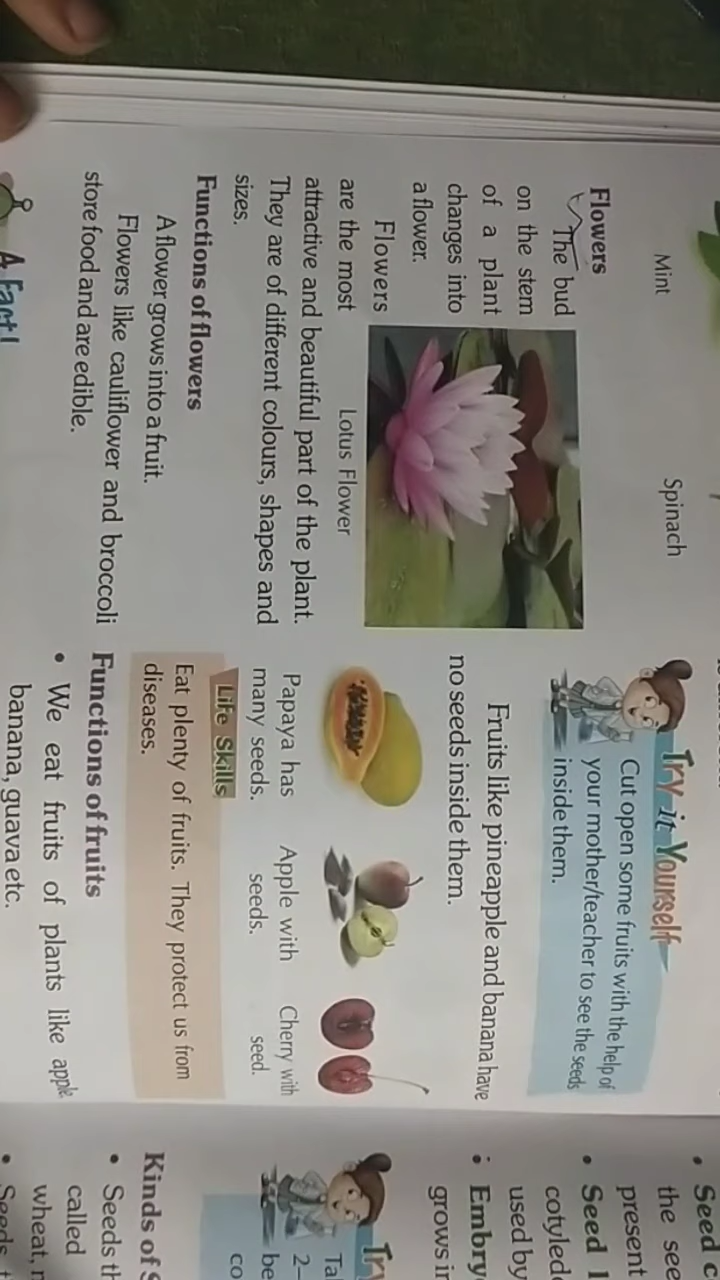 Mint
Spinach
Flowers
The bud
on the stem
of a plant
changes into
a flower.
Flowers
are the most
Lotus Flower
attractive and beautiful part of the plant.
They are of different colours, shapes and
sizes.
Functions of flowers
A flower grows into a fruit.
Flowers like cauliflower and broccoli
store food and are edible.
A Fact!
Try it Yourself
Cut open some fruits with the help of
your mother/teacher to see the seeds
inside them.
Fruits like pineapple and banana have
no seeds inside them.
Papaya has
many seeds.
Apple with
seeds.
Cherry with
seed.
Life Skills
Eat plenty of fruits. They protect us from
diseases.
Functions of fruits
• We eat fruits of plants like apple,
banana, guava etc.
• Seed
the
present
• Seed
used by
• 
Kinds of
• Seeds
called
wheat,
• Seeds